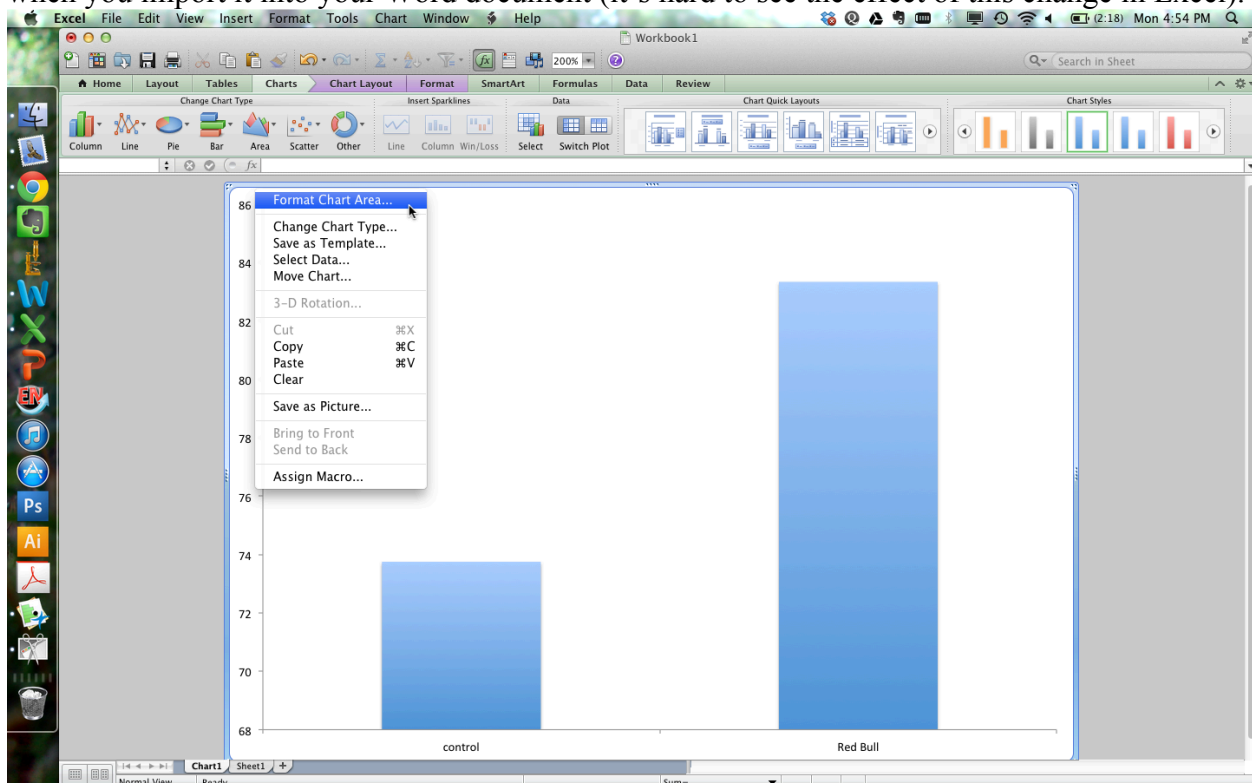 when you import it into your Word document (it's hard to see the effect of this change in Excel).
Excel File Edit View Insert Format Tools Chart Window Help (2:18) Mon 4:54 PM
Workbook1
200% Search in Sheet
Home Layout Tables Charts Chart Layout Format SmartArt Formulas Data Review
Change Chart Type Insert Sparklines Data Chart Quick Layouts Chart Styles
Column Line Pie Bar Area Scatter Other Line Column Win/Loss Select Switch Plot
fx
Format Chart Area...
Change Chart Type...
Save as Template...
Select Data...
Move Chart...
3-D Rotation...
Cut ⌘X
Copy ⌘C
Paste ⌘V
Clear
Save as Picture...
Bring to Front
Send to Back
Assign Macro...
86
84
82
80
78
76
74
72
70
68
control Red Bull
Ps
Ai
Chart1 Sheet1 +
Normal View Ready Sum=